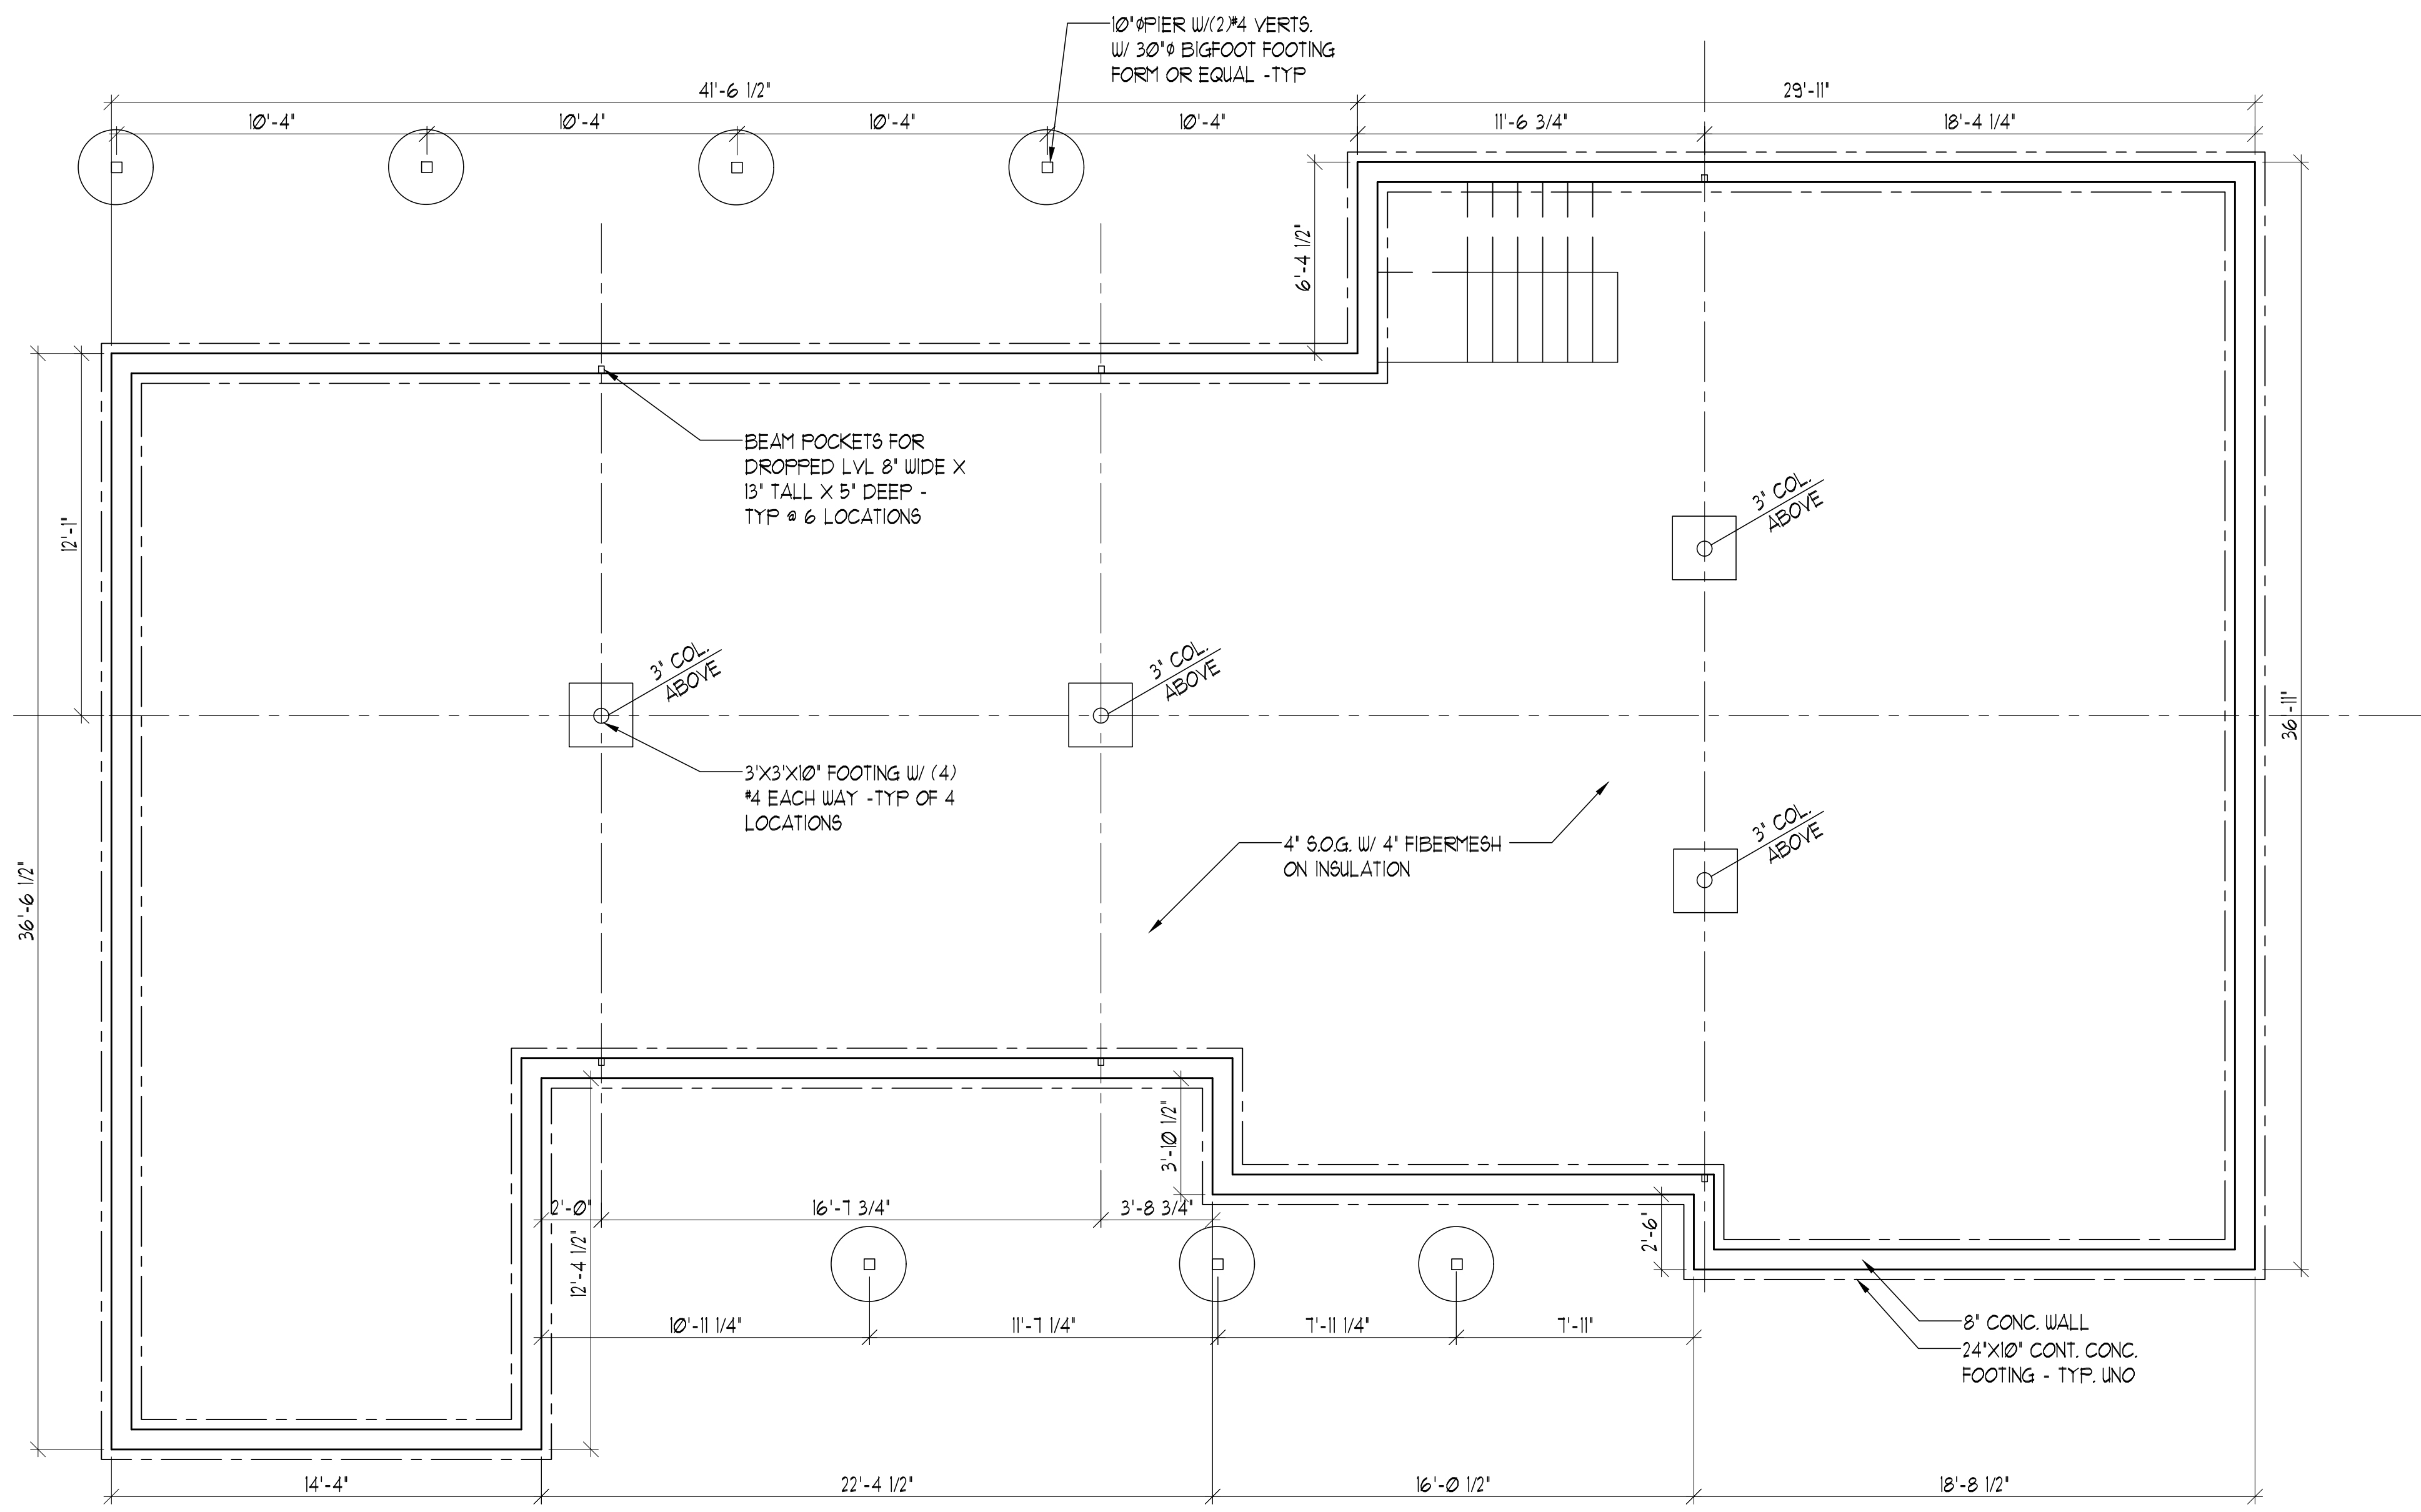 10"ØPIER W/(2)#4 VERTS.
W/ 30"Ø BIGFOOT FOOTING
FORM OR EQUAL -TYP
41'-6 1/2"
29'-11"
10'-4"
10'-4"
10'-4"
10'-4"
11'-6 3/4"
18'-4 1/4"
6'-4 1/2"
BEAM POCKETS FOR
DROPPED LVL 8" WIDE X
13" TALL X 5" DEEP -
TYP @ 6 LOCATIONS
12'-1"
3" COL.
ABOVE
3" COL.
ABOVE
3" COL.
ABOVE
36'-11"
3'X3'X10" FOOTING W/ (4)
#4 EACH WAY -TYP OF 4
LOCATIONS
3" COL.
ABOVE
4" S.O.G. W/ 4" FIBERMESH
ON INSULATION
36'-6 1/2"
3'-10 1/2"
2'-0"
16'-7 3/4"
3'-8 3/4"
2'-6"
12'-4 1/2"
10'-11 1/4"
11'-7 1/4"
7'-11 1/4"
7'-11"
8" CONC. WALL
24"X10" CONT. CONC.
FOOTING - TYP. UNO
14'-4"
22'-4 1/2"
16'-0 1/2"
18'-8 1/2"